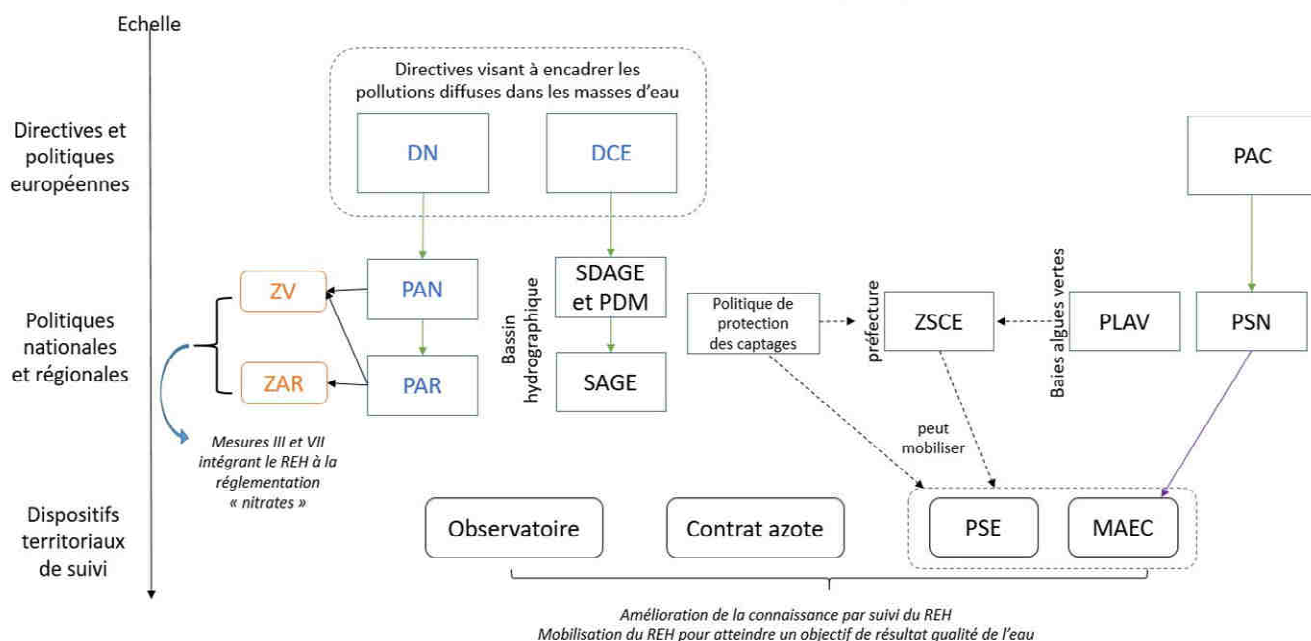 Echelle
Directives visant à encadrer les
pollutions diffuses dans les masses d'eau
Directives et
politiques
européennes
DN
DCE
PAC
ZV
PAN
Bassin
hydrographique
SDAGE
et PDM
Politique de
protection
des captages
préfecture
ZSCE
Baies algues vertes
PLAV
PSN
Politiques
nationales
et régionales
ZAR
PAR
SAGE
Mesures III et VII
intégrant le REH à la
réglementation
« nitrates »
peut
mobiliser
Dispositifs
territoriaux
de suivi
Observatoire
Contrat azote
PSE
MAEC
Amélioration de la connaissance par suivi du REH
Mobilisation du REH pour atteindre un objectif de résultat qualité de l'eau